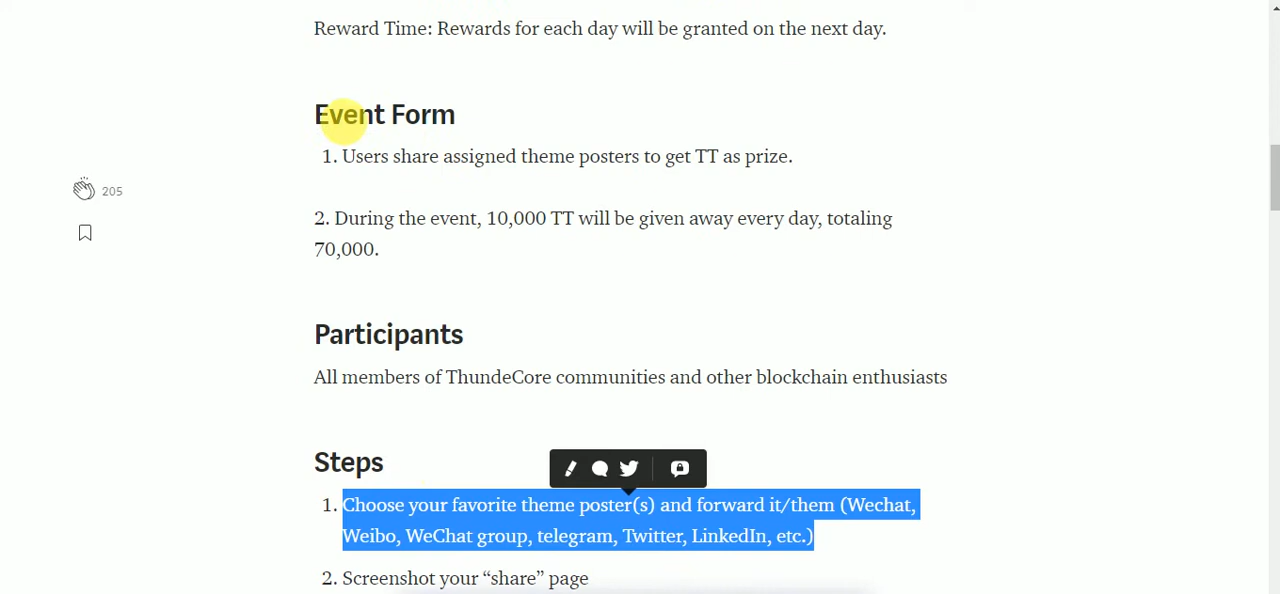 Reward Time: Rewards for each day will be granted on the next day.
Event Form
1. Users share assigned theme posters to get TT as prize.
205
2. During the event, 10,000 TT will be given away every day, totaling
70,000.
Participants
All members of ThundeCore communities and other blockchain enthusiasts
Steps
1. Choose your favorite theme poster(s) and forward it/them (Wechat,
Weibo, WeChat group, telegram, Twitter, LinkedIn, etc.)
2. Screenshot your “share” page